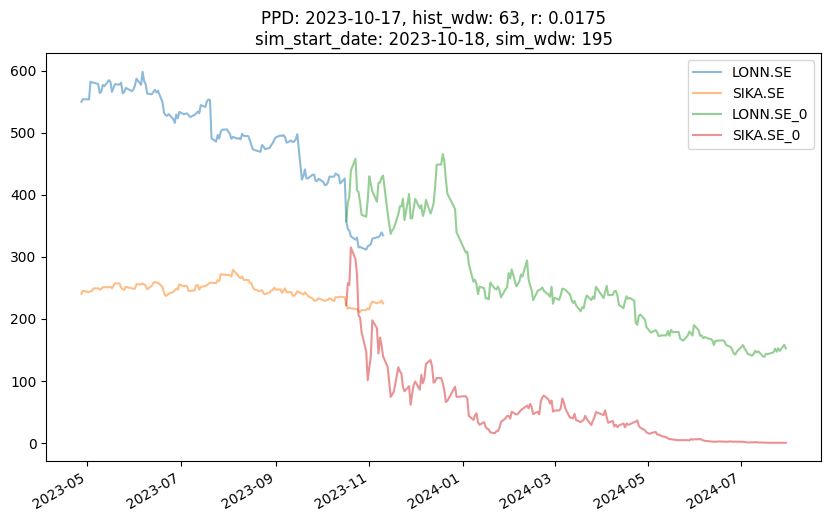 PPD: 2023-10-17, hist_wdw: 63, r: 0.0175
sim_start_date: 2023-10-18, sim_wdw: 195
LONN.SE
SIKA.SE
LONN.SE_0
SIKA.SE_0
600
500
400
300
200
100
0
2023-05
2023-07
2023-09
2023-11
2024-01
2024-03
2024-05
2024-07